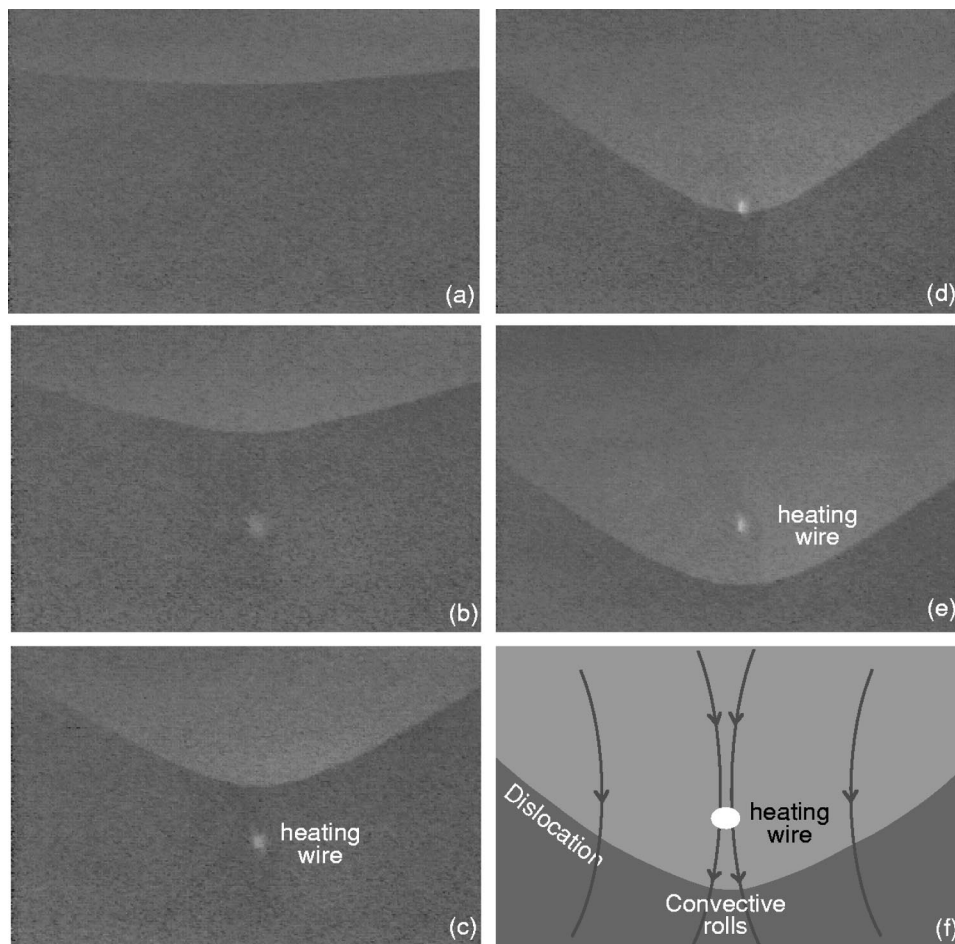 (a)
(b)
heating
wire
(c)
(d)
heating
wire
(e)
Dislocation
heating
wire
Convective
rolls
(f)